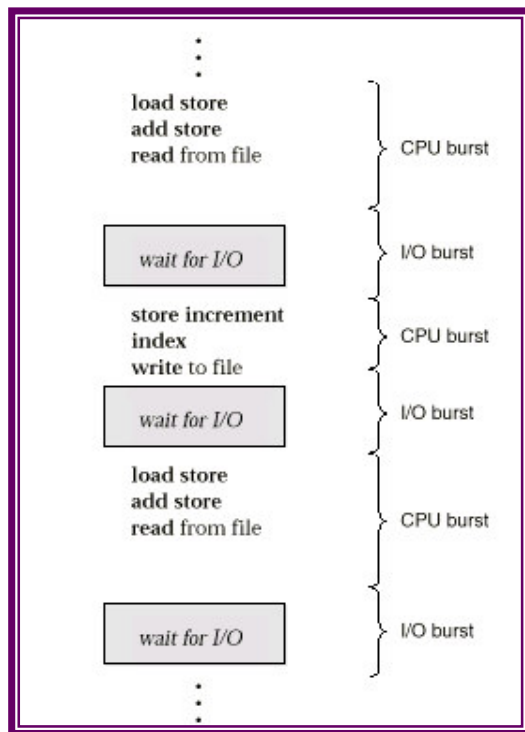 load store
add store
read from file
CPU burst
wait for I/O
I/O burst
store increment
index
write to file
CPU burst
wait for I/O
I/O burst
load store
add store
read from file
CPU burst
wait for I/O
I/O burst